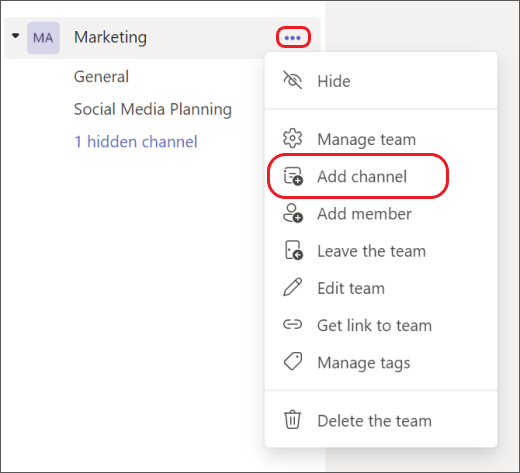 MA Marketing •••
General
Social Media Planning
1 hidden channel
Hide
Manage team
Add channel
Add member
Leave the team
Edit team
Get link to team
Manage tags
Delete the team